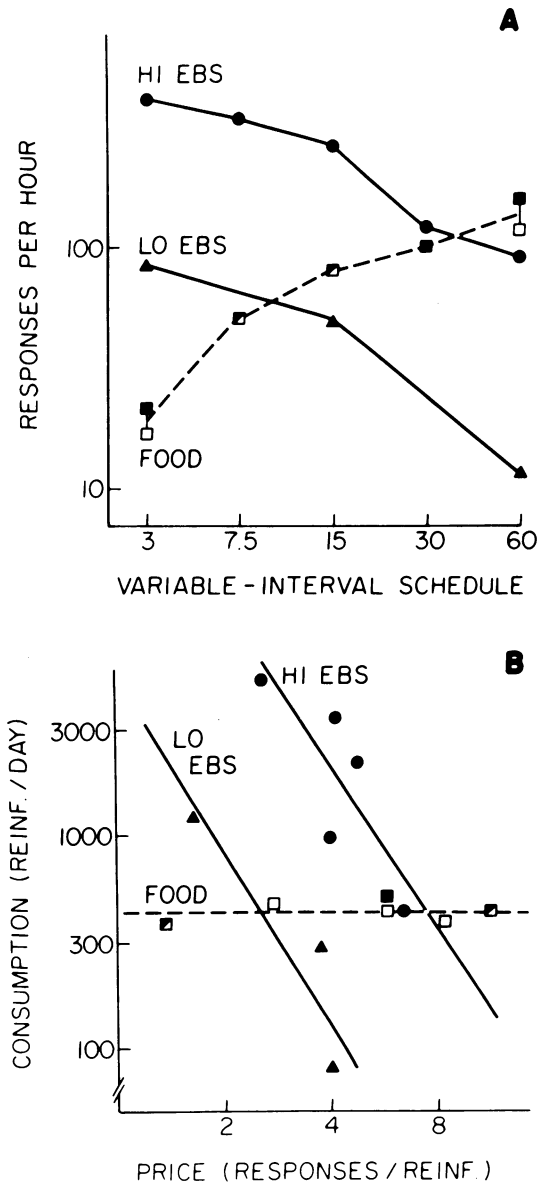 A
HI EBS
RESPONSES PER HOUR
100
LO EBS
FOOD
10
3 7.5 15 30 60
VARIABLE-INTERVAL SCHEDULE
B
HI EBS
CONSUMPTION (REINF./DAY)
3000
LO
EBS
1000
FOOD
300
100
2 4 8
PRICE (RESPONSES/REINF.)